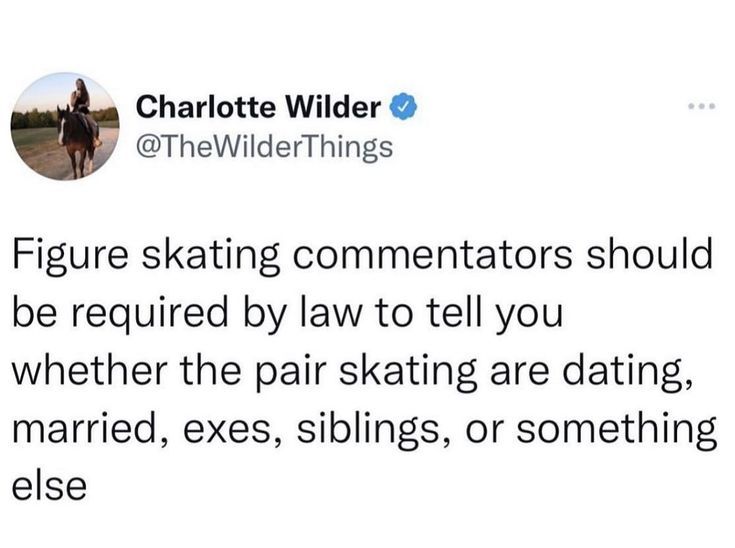 Charlotte Wilder
@TheWilderThings
Figure skating commentators should
be required by law to tell you
whether the pair skating are dating,
married, exes, siblings, or something
else